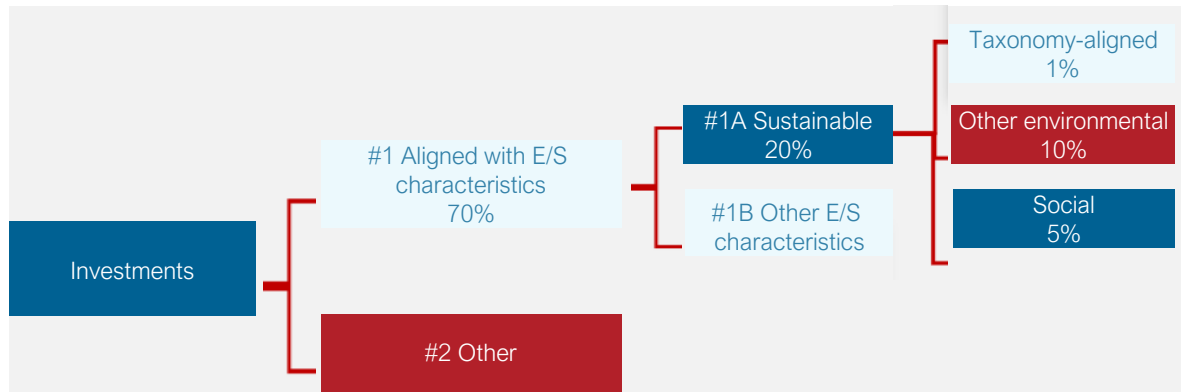 Investments
#1 Aligned with E/S
characteristics
70%
#2 Other
#1A Sustainable
20%
#1B Other E/S
characteristics
Taxonomy-aligned
1%
Other environmental
10%
Social
5%